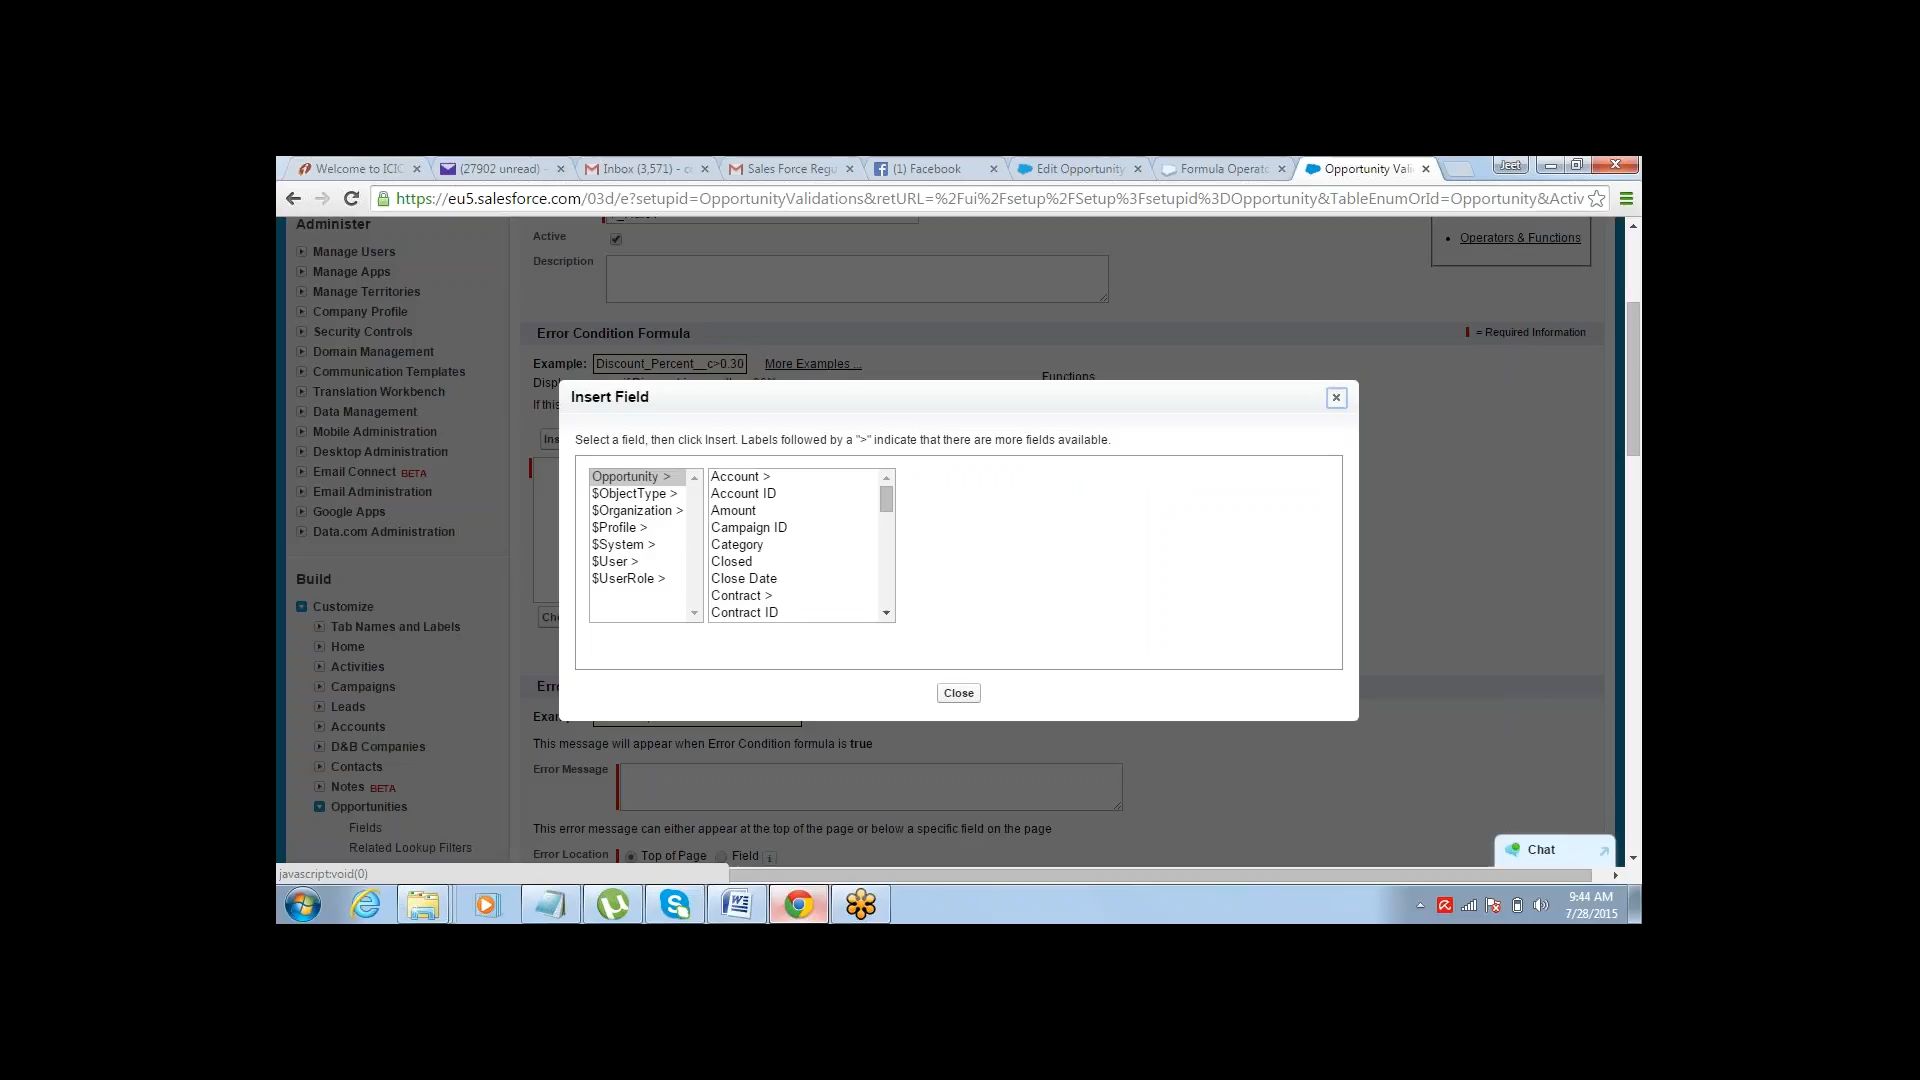 Welcome to ICIC
(27902 unread) -
Inbox (3,571) - c
Sales Force Regu
(1) Facebook
Edit Opportunity
Formula Operato
Opportunity Vali
Jeet
https://eu5.salesforce.com/03d/e?setupid=OpportunityValidations&retURL=%2Fui%2Fsetup%2FSetup%3Fsetupid%3DOpportunity&TableEnumOrId=Opportunity&Activ
Administer
Manage Users
Manage Apps
Manage Territories
Company Profile
Security Controls
Domain Management
Communication Templates
Translation Workbench
Data Management
Mobile Administration
Desktop Administration
Email Connect BETA
Email Administration
Google Apps
Data.com Administration
Build
Customize
Tab Names and Labels
Home
Activities
Campaigns
Leads
Accounts
D&B Companies
Contacts
Notes BETA
Opportunities
Fields
Related Lookup Filters
Active
Description
Operators & Functions
Error Condition Formula
= Required Information
Example: Discount_Percent__c>0.30 More Examples ...
Functions
If this
Insert Field
Select a field, then click Insert. Labels followed by a ">" indicate that there are more fields available.
Opportunity >
$ObjectType >
$Organization >
$Profile >
$System >
$User >
$UserRole >
Account >
Account ID
Amount
Campaign ID
Category
Closed
Close Date
Contract >
Contract ID
Close
This message will appear when Error Condition formula is true
Error Message
This error message can either appear at the top of the page or below a specific field on the page
Error Location Top of Page Field
Chat
javascript:void(0)
9:44 AM
7/28/2015